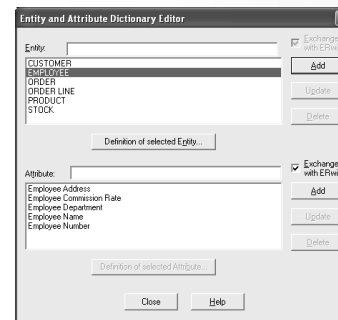 Entity and Attribute Dictionary Editor
Entity:
Exchange
with ERwi
CUSTOMER
EMPLOYEE
ORDER
ORDER LINE
PRODUCT
STOCK
Add
Update
Delete
Definition of selected Entity...
Attribute:
Exchange
with ERwi
Employee Address
Employee Commission Rate
Employee Department
Employee Name
Employee Number
Add
Update
Delete
Definition of selected Attribute...
Close
Help